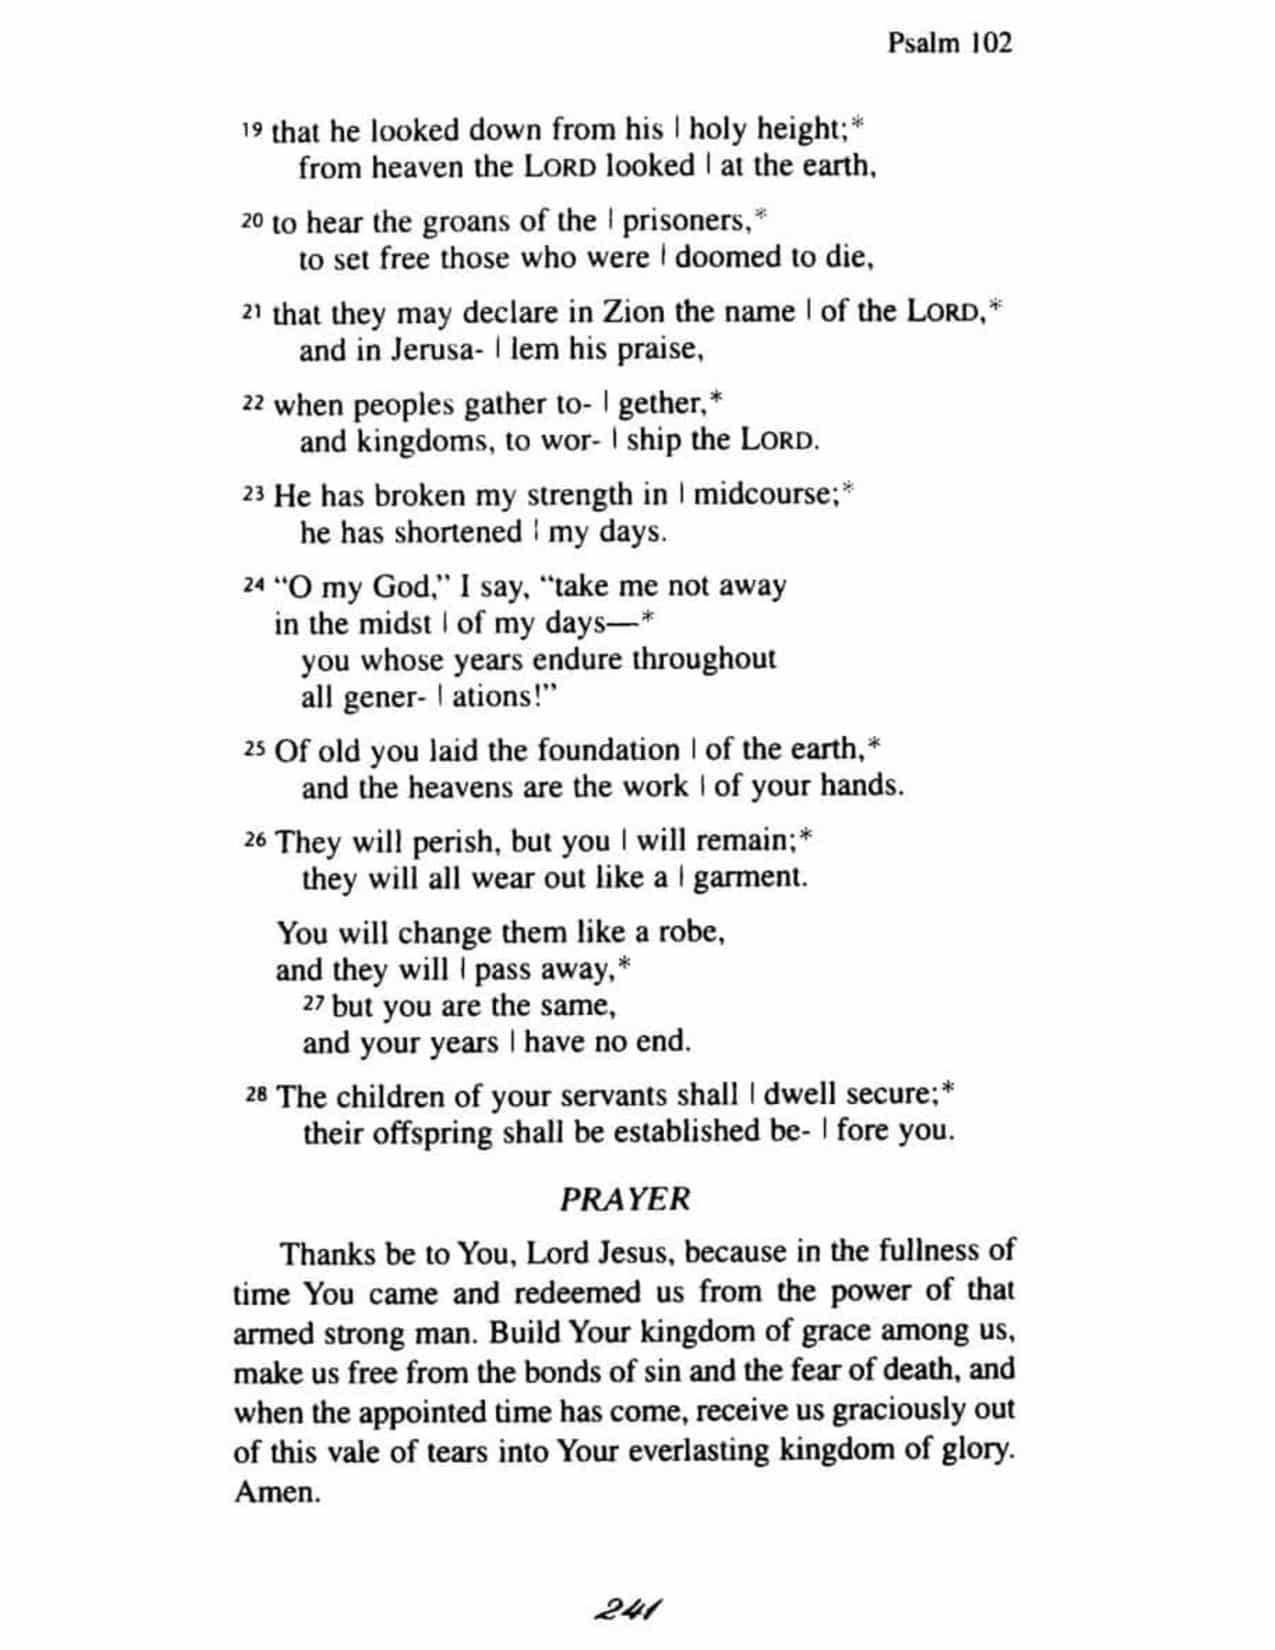 Psalm 102
19 that he looked down from his | holy height;*
from heaven the LORD looked | at the earth,
20 to hear the groans of the | prisoners,*
to set free those who were | doomed to die,
21 that they may declare in Zion the name | of the LORD,*
and in Jerusa- | lem his praise,
22 when peoples gather to- | gether,*
and kingdoms, to wor- | ship the LORD.
23 He has broken my strength in | midcourse;*
he has shortened | my days.
24 “O my God,” I say, “take me not away
in the midst | of my days—*
you whose years endure throughout
all gener- | ations!”
25 Of old you laid the foundation | of the earth,*
and the heavens are the work | of your hands.
26 They will perish, but you | will remain;*
they will all wear out like a | garment.
You will change them like a robe,
and they will | pass away,*
27 but you are the same,
and your years | have no end.
28 The children of your servants shall | dwell secure;*
their offspring shall be established be- | fore you.
PRAYER
Thanks be to You, Lord Jesus, because in the fullness of
time You came and redeemed us from the power of that
armed strong man. Build Your kingdom of grace among us,
make us free from the bonds of sin and the fear of death, and
when the appointed time has come, receive us graciously out
of this vale of tears into Your everlasting kingdom of glory.
Amen.
241